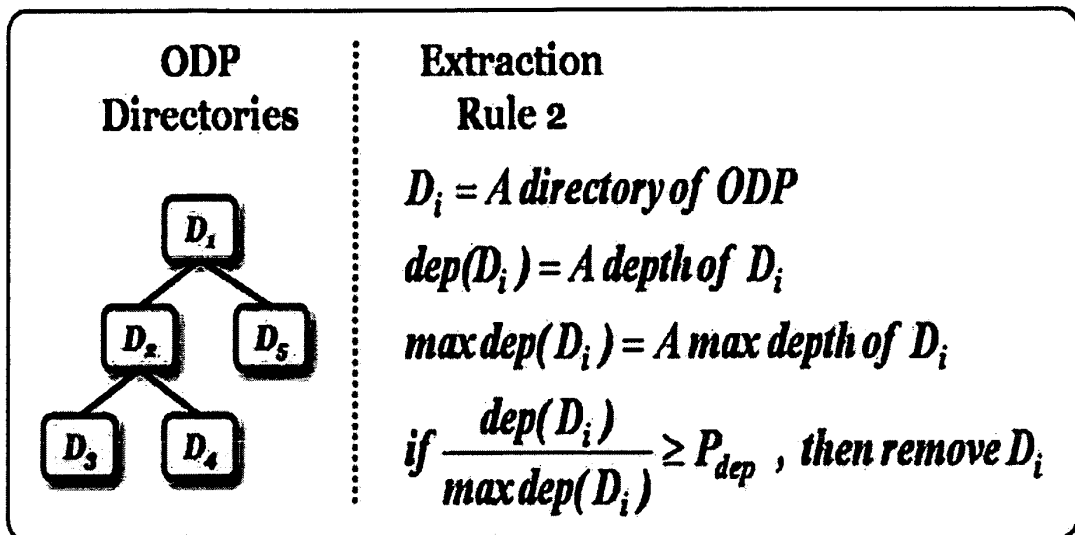 ODP
Directories
D₁
D₂
D₅
D₃
D₄
Extraction
Rule 2
Dᵢ = A directory of ODP
dep(Dᵢ) = A depth of Dᵢ
max dep(Dᵢ) = A max depth of Dᵢ
if dep(Dᵢ) / max dep(Dᵢ) ≥ P_dep , then remove Dᵢ